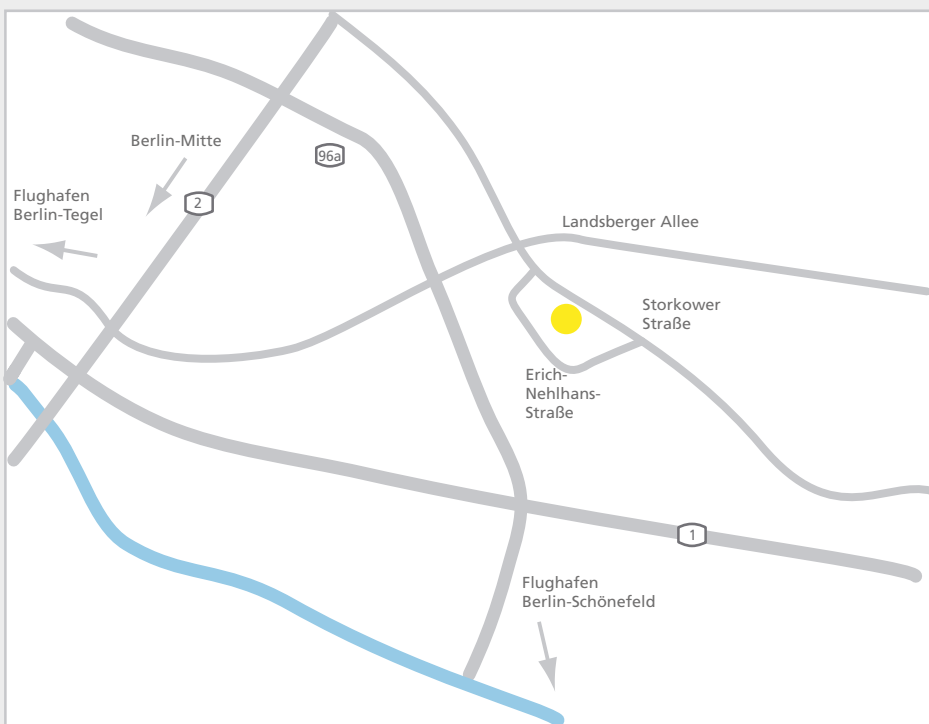 Berlin-Mitte
96a
Flughafen
Berlin-Tegel
2
Landsberger Allee
Storkower
Straße
Erich-
Nehlhans-
Straße
1
Flughafen
Berlin-Schönefeld